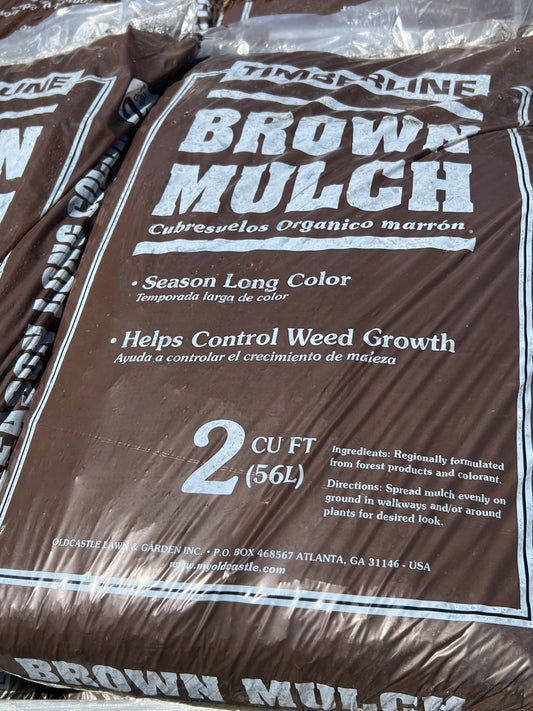 TIMBERLINE
BROWN
MULCH
Cubresuelos Organico marrón
• Season Long Color
Temporada larga de color
• Helps Control Weed Growth
Ayuda a controlar el crecimiento de maleza
2 CU FT
(56L)
Ingredients: Regionally formulated
from forest products and colorant.
Directions: Spread mulch evenly on
ground in walkways and/or around
plants for desired look.
OLDCASTLE LAWN & GARDEN INC. • P.O. BOX 468567 ATLANTA, GA 31146 - USA
www.myoldcastle.com
BROWN MULCH